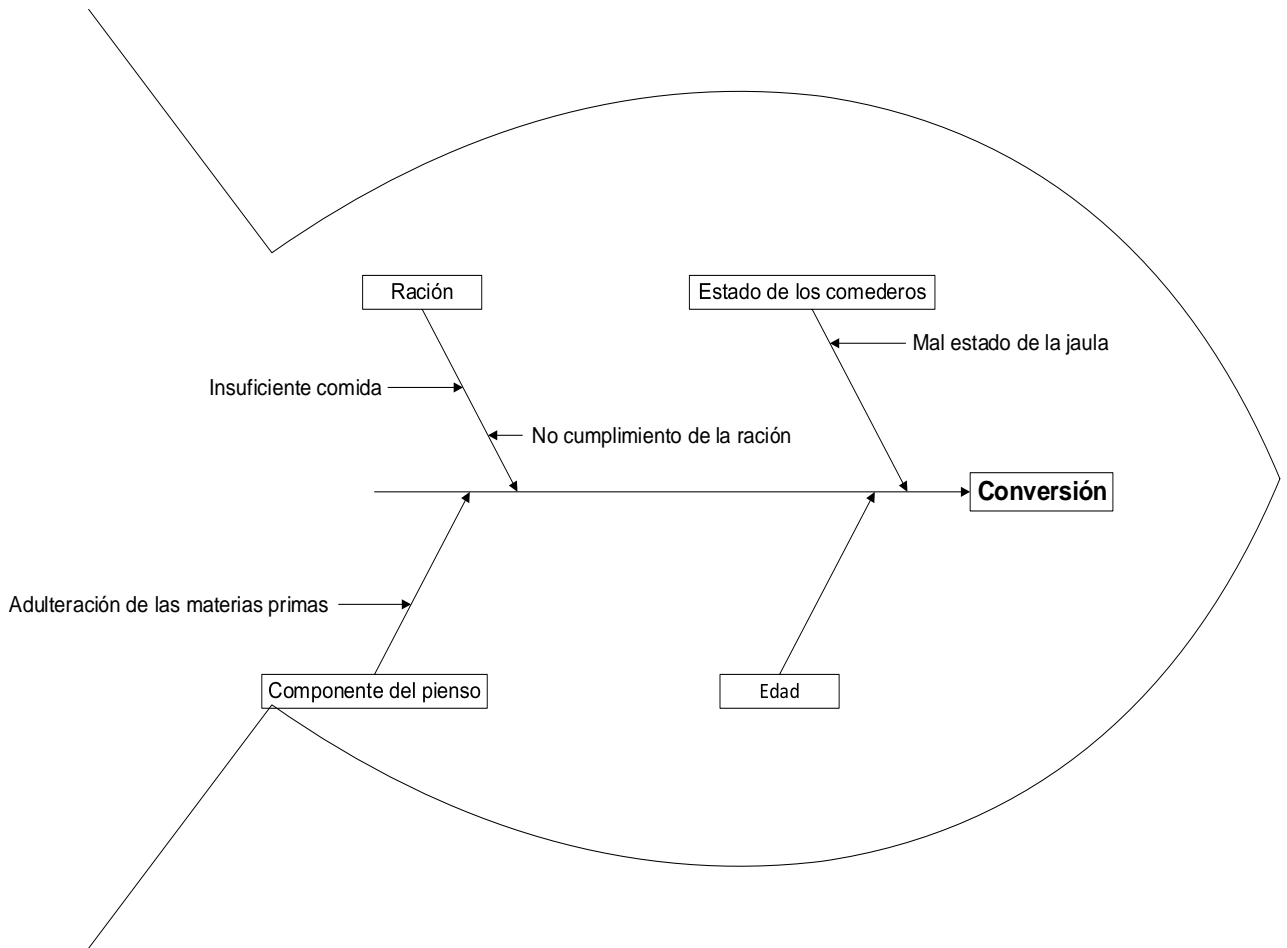 Ración
Estado de los comederos
Mal estado de la jaula
Insuficiente comida
No cumplimiento de la ración
Conversión
Adulteración de las materias primas
Componente del pienso
Edad